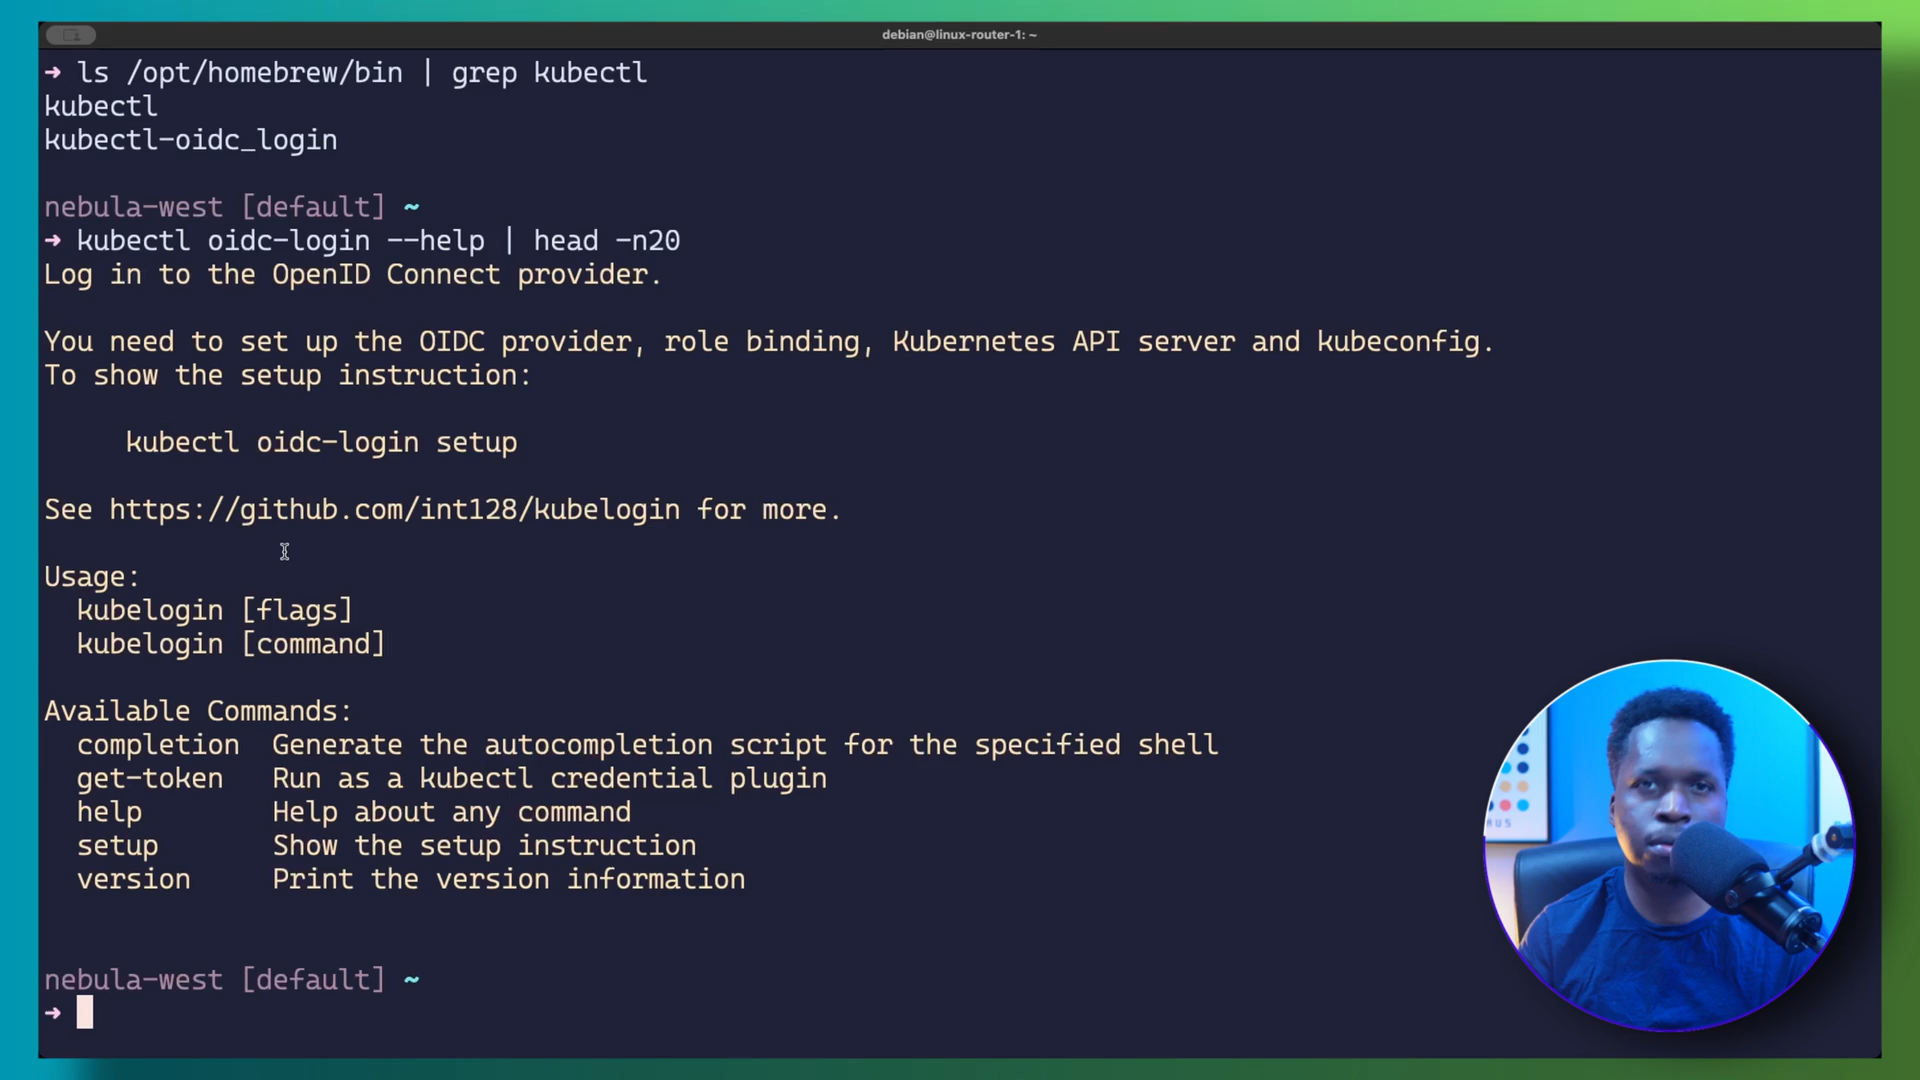 debian@linux-router-1: ~
→ ls /opt/homebrew/bin | grep kubectl
kubectl
kubectl-oidc_login
nebula-west [default] ~
→ kubectl oidc-login --help | head -n20
Log in to the OpenID Connect provider.
You need to set up the OIDC provider, role binding, Kubernetes API server and kubeconfig.
To show the setup instruction:
kubectl oidc-login setup
See https://github.com/int128/kubelogin for more.
Usage:
kubelogin [flags]
kubelogin [command]
Available Commands:
completion Generate the autocompletion script for the specified shell
get-token Run as a kubectl credential plugin
help Help about any command
setup Show the setup instruction
version Print the version information
nebula-west [default] ~
→